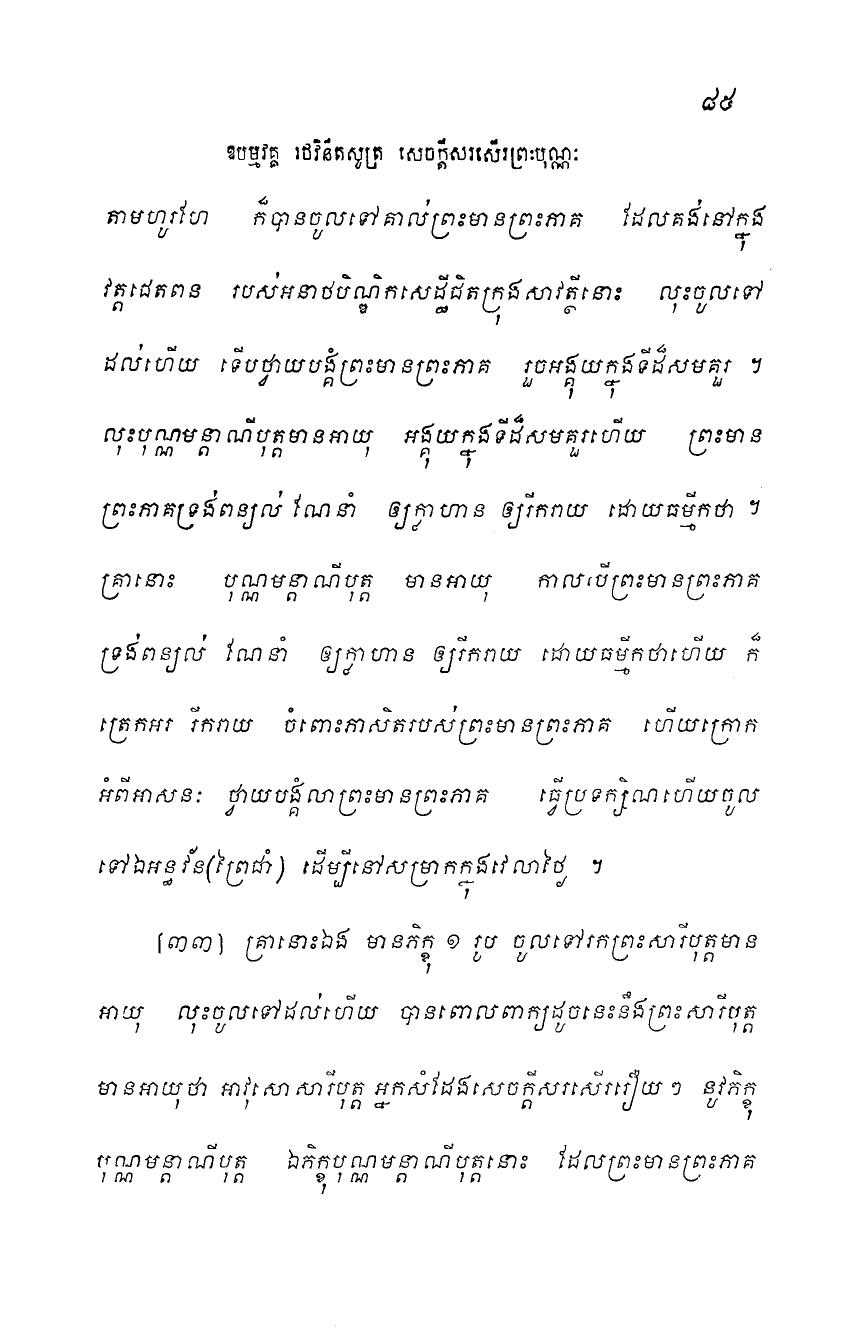 ៨៥
ឱបម្មវគ្គ រថវិនីតសូត្រ សេចក្តីសរសើរព្រះបុណ្ណៈ
តាមហូរហែ ក៏បានចូលទៅគាល់ព្រះមានព្រះភាគ ដែលគង់នៅក្នុង
វត្តជេតពន របស់អនាថបិណ្ឌិកសេដ្ឋីជិតក្រុងសាវត្ថីនោះ លុះចូលទៅ
ដល់ហើយ ទើបថ្វាយបង្គំព្រះមានព្រះភាគ រួចអង្គុយក្នុងទីដ៏សមគួរ ។
លុះបុណ្ណមន្តាណីបុត្តមានអាយុ អង្គុយក្នុងទីដ៏សមគួរហើយ ព្រះមាន
ព្រះភាគទ្រង់ពន្យល់ ណែនាំ ឲ្យក្លាហាន ឲ្យរីករាយ ដោយធម្មីកថា ។
គ្រានោះ បុណ្ណមន្តាណីបុត្ត មានអាយុ កាលបើព្រះមានព្រះភាគ
ទ្រង់ពន្យល់ ណែនាំ ឲ្យក្លាហាន ឲ្យរីករាយ ដោយធម្មីកថាហើយ ក៏
ត្រេកអរ រីករាយ ចំពោះភាសិតរបស់ព្រះមានព្រះភាគ ហើយក្រោក
អំពីអាសនៈ ថ្វាយបង្គំលាព្រះមានព្រះភាគ ធ្វើប្រទក្សិណហើយចូល
ទៅឯអន្ធវ័ន(ព្រៃជាំ) ដើម្បីនៅសម្រាកក្នុងវេលាថ្ងៃ ។
[៣៣] គ្រានោះឯង មានភិក្ខុ ១ រូប ចូលទៅរកព្រះសារីបុត្តមាន
អាយុ លុះចូលទៅដល់ហើយ បានពោលពាក្យដូចនេះនឹងព្រះសារីបុត្ត
មានអាយុថា អាវុសោសារីបុត្ត អ្នកសំដែងសេចក្តីសរសើររឿយៗ នូវភិក្ខុ
បុណ្ណមន្តាណីបុត្ត ឯភិក្ខុបុណ្ណមន្តាណីបុត្តនោះ ដែលព្រះមានព្រះភាគ